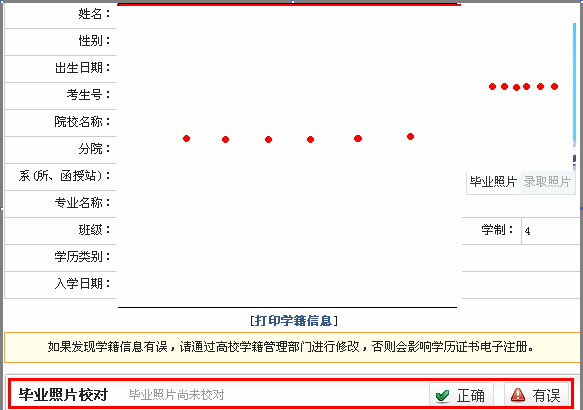 姓名：
性别：
出生日期：
考生号：
院校名称：
分院：
系(所、函授站)：
毕业照片 录取照片
专业名称：
班级： 学制： 4
学历类别：
入学日期：
[打印学籍信息]
如果发现学籍信息有误，请通过高校学籍管理部门进行修改，否则会影响学历证书电子注册。
毕业照片校对 毕业照片尚未校对 正确 有误